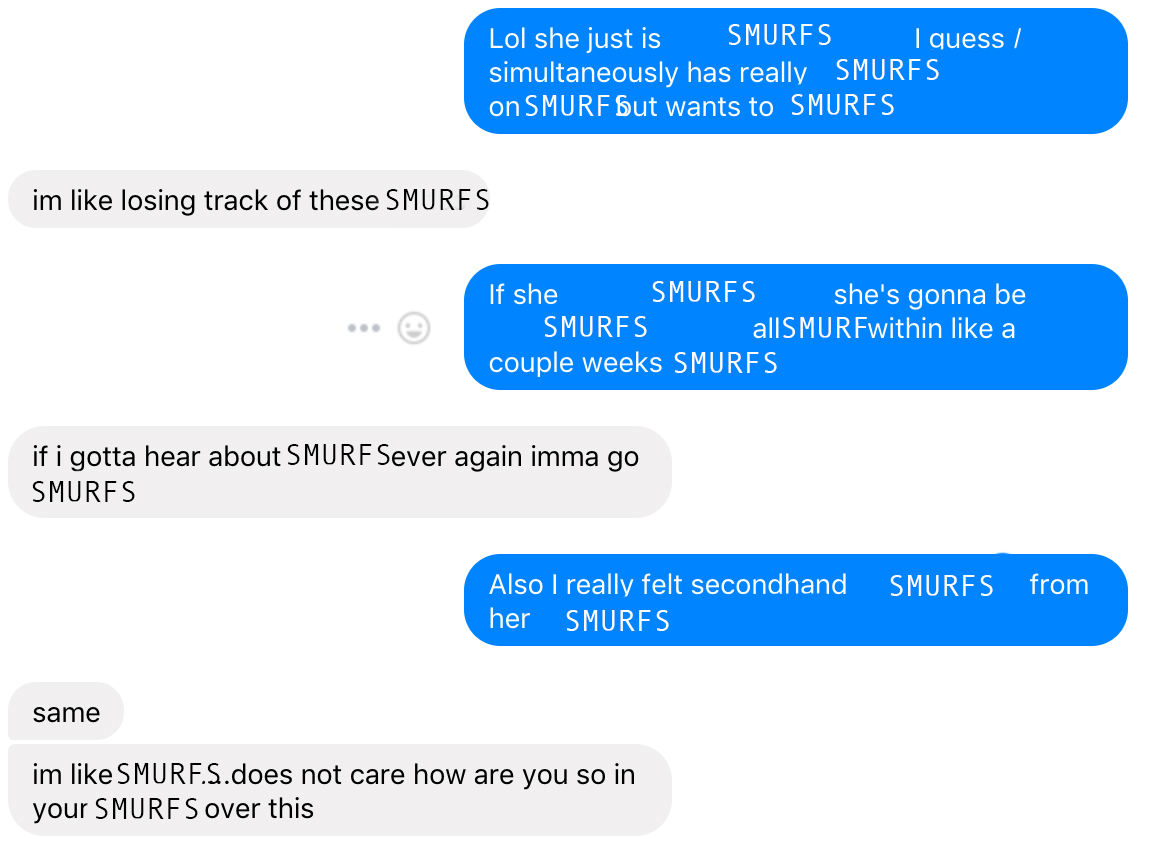 Lol she just is SMURFS I guess /
simultaneously has really SMURFS
on SMURFS but wants to SMURFS
im like losing track of these SMURFS
If she SMURFS she's gonna be
SMURFS all SMURF within like a
couple weeks SMURFS
if i gotta hear about SMURFS ever again imma go
SMURFS
Also I really felt secondhand SMURFS from
her SMURFS
same
im like SMURFS...does not care how are you so in
your SMURFS over this